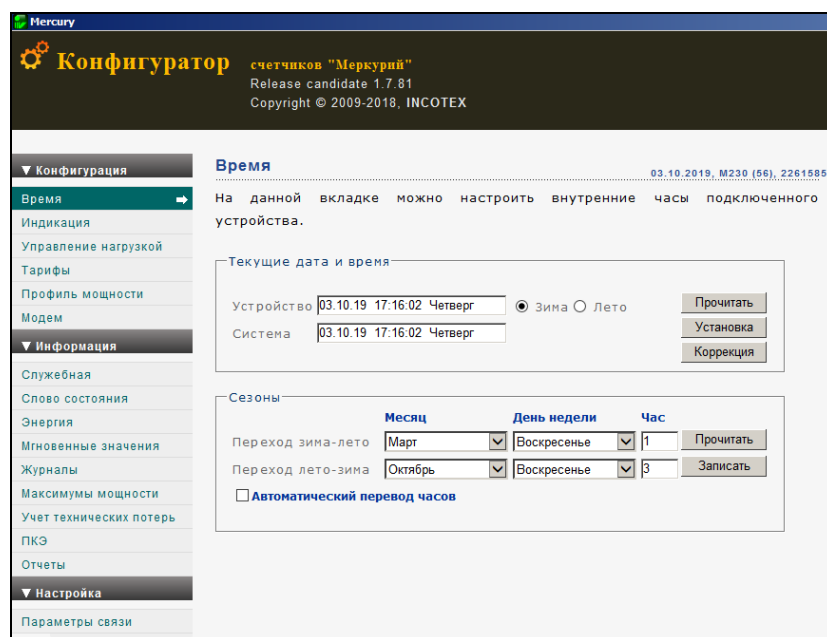 Mercury
Конфигуратор счетчиков "Меркурий"
Release candidate 1.7.81
Copyright © 2009-2018, INCOTEX
▼ Конфигурация
Время
Индикация
Управление нагрузкой
Тарифы
Профиль мощности
Модем
▼ Информация
Служебная
Слово состояния
Энергия
Мгновенные значения
Журналы
Максимумы мощности
Учет технических потерь
ПКЭ
Отчеты
▼ Настройка
Параметры связи
Время
03.10.2019, M230 (56), 2261585
На данной вкладке можно настроить внутренние часы подключенного
устройства.
Текущие дата и время
Устройство 03.10.19 17:16:02 Четверг Зима Лето Прочитать
Установка
Система 03.10.19 17:16:02 Четверг
Коррекция
Сезоны
Месяц День недели Час
Переход зима-лето Март Воскресенье 1 Прочитать
Переход лето-зима Октябрь Воскресенье 3 Записать
Автоматический перевод часов